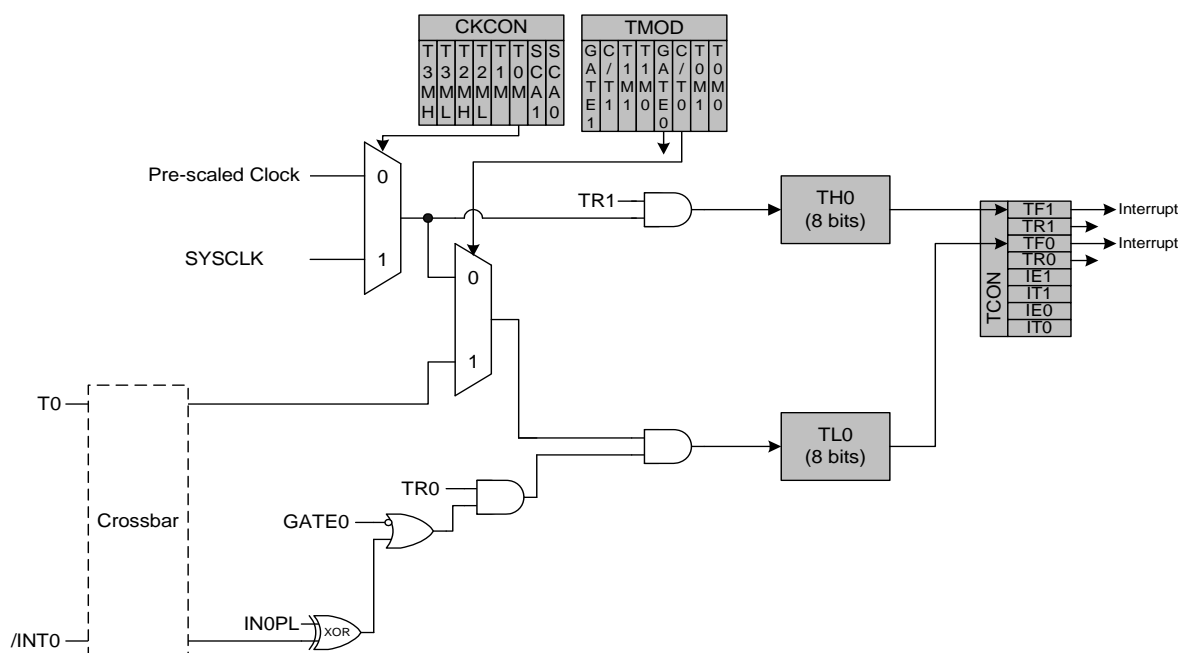 CKCON
T3MH
T3ML
T2MH
T2ML
T1M
T0M
SCA1
SCA0
TMOD
GATE1
C/T1
T1M1
T1M0
GATE0
C/T0
T0M1
T0M0
Pre-scaled Clock
0
SYSCLK
1
TR1
TH0
(8 bits)
TCON
TF1
TR1
TF0
TR0
IE1
IT1
IE0
IT0
Interrupt
Interrupt
0
1
T0
Crossbar
TL0
(8 bits)
TR0
GATE0
IN0PL
XOR
/INT0